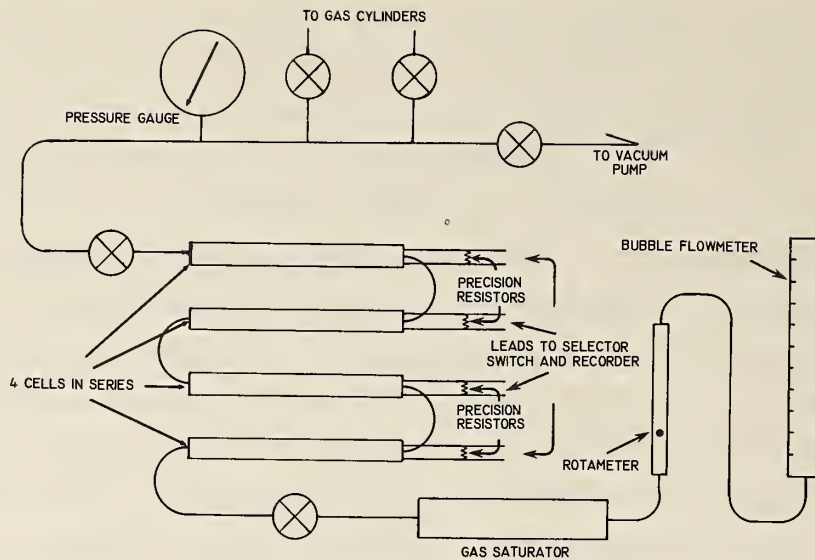 TO GAS CYLINDERS
PRESSURE GAUGE
TO VACUUM
PUMP
BUBBLE FLOWMETER
PRECISION
RESISTORS
LEADS TO SELECTOR
SWITCH AND RECORDER
4 CELLS IN SERIES
PRECISION
RESISTORS
ROTAMETER
GAS SATURATOR